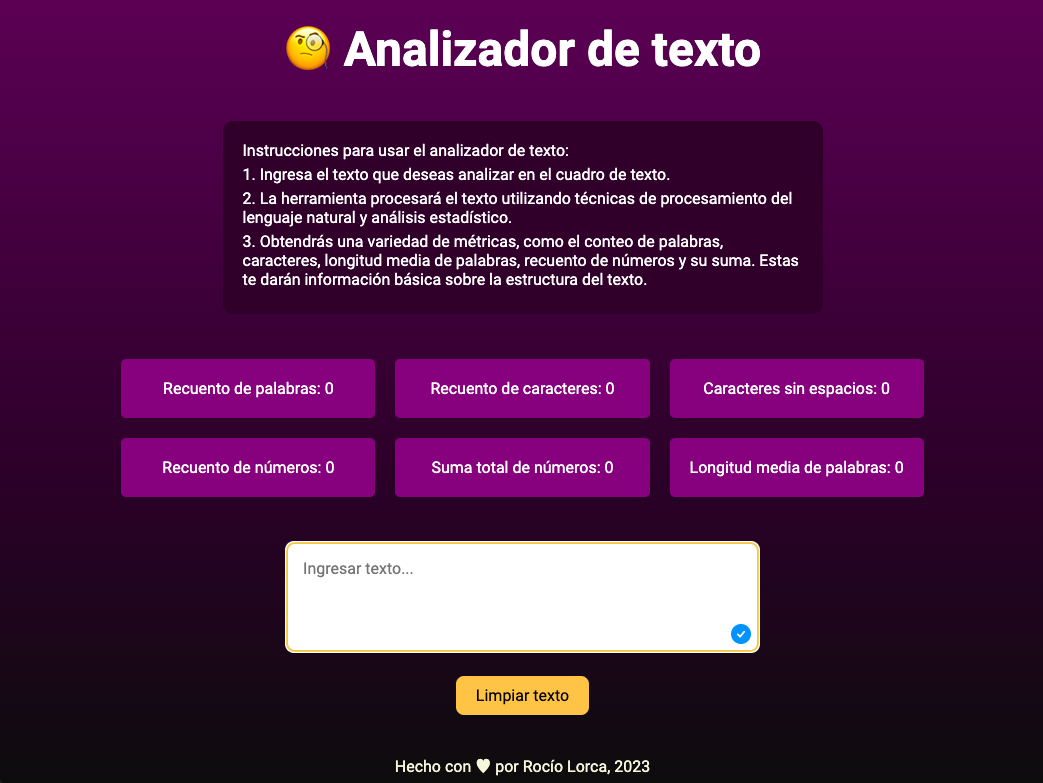 🧐 Analizador de texto
Instrucciones para usar el analizador de texto:
1. Ingresa el texto que deseas analizar en el cuadro de texto.
2. La herramienta procesará el texto utilizando técnicas de procesamiento del
lenguaje natural y análisis estadístico.
3. Obtendrás una variedad de métricas, como el conteo de palabras,
caracteres, longitud media de palabras, recuento de números y su suma. Estas
te darán información básica sobre la estructura del texto.
Recuento de palabras: 0
Recuento de caracteres: 0
Caracteres sin espacios: 0
Recuento de números: 0
Suma total de números: 0
Longitud media de palabras: 0
Ingresar texto...
Limpiar texto
Hecho con ♥ por Rocío Lorca, 2023